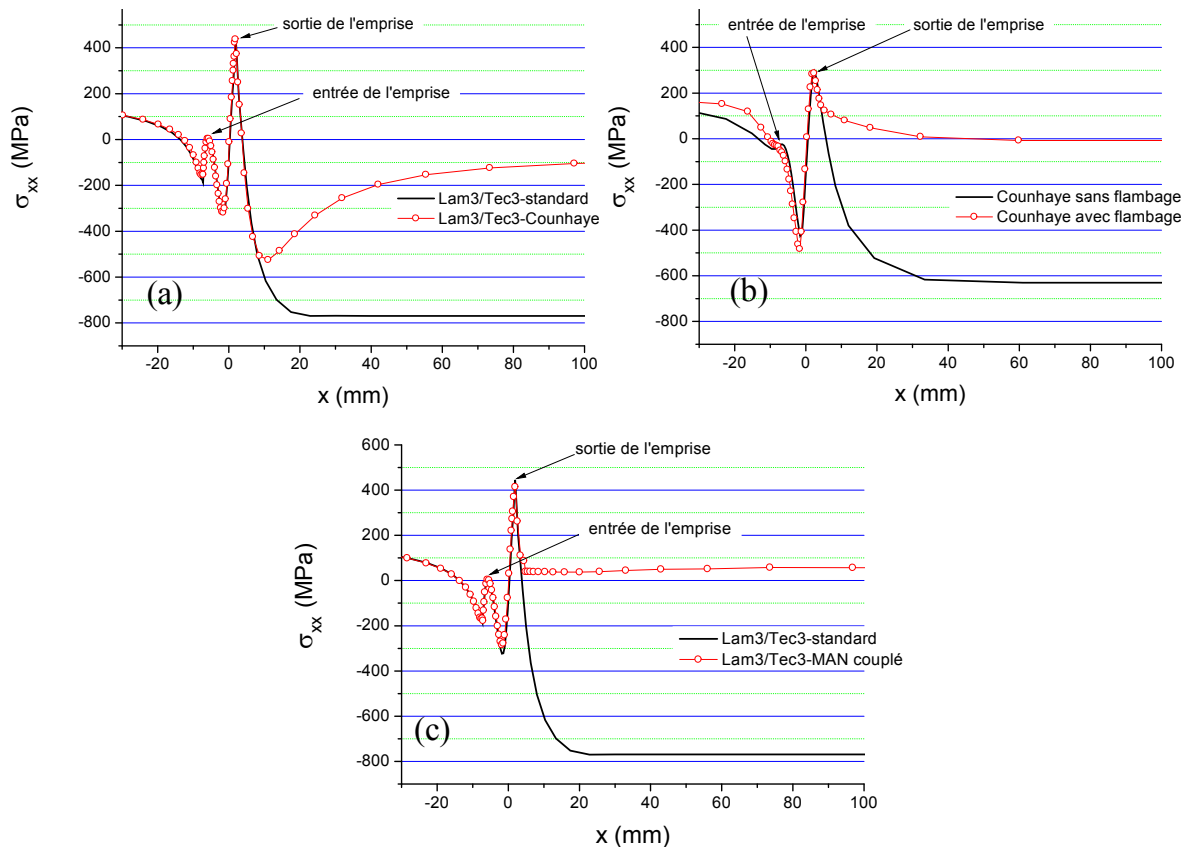 sortie de l'emprise
entrée de l'emprise
σxx (MPa)
400
200
0
-200
-400
-600
-800
Lam3/Tec3-standard
Lam3/Tec3-Counhaye
(a)
-20 0 20 40 60 80 100
x (mm)
entrée de l'emprise
sortie de l'emprise
σxx (MPa)
400
200
0
-200
-400
-600
-800
Counhaye sans flambage
Counhaye avec flambage
(b)
-20 0 20 40 60 80 100
x (mm)
sortie de l'emprise
entrée de l'emprise
σxx (MPa)
600
400
200
0
-200
-400
-600
-800
Lam3/Tec3-standard
Lam3/Tec3-MAN couplé
(c)
-20 0 20 40 60 80 100
x (mm)